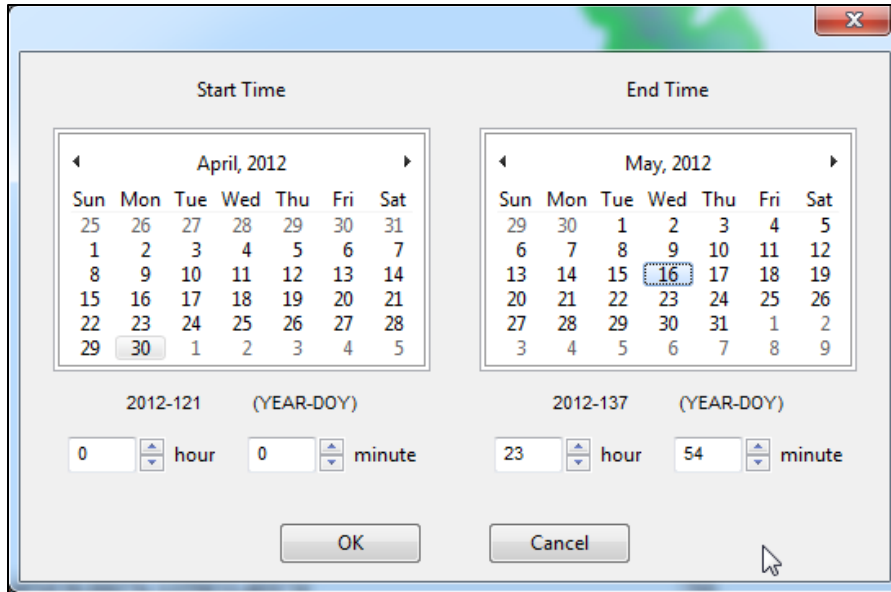 Start Time End Time
April, 2012 May, 2012
Sun Mon Tue Wed Thu Fri Sat Sun Mon Tue Wed Thu Fri Sat
25 26 27 28 29 30 31 29 30 1 2 3 4 5
1 2 3 4 5 6 7 6 7 8 9 10 11 12
8 9 10 11 12 13 14 13 14 15 16 17 18 19
15 16 17 18 19 20 21 20 21 22 23 24 25 26
22 23 24 25 26 27 28 27 28 29 30 31 1 2
29 30 1 2 3 4 5 3 4 5 6 7 8 9
2012-121 (YEAR-DOY) 2012-137 (YEAR-DOY)
0 hour 0 minute 23 hour 54 minute
OK Cancel